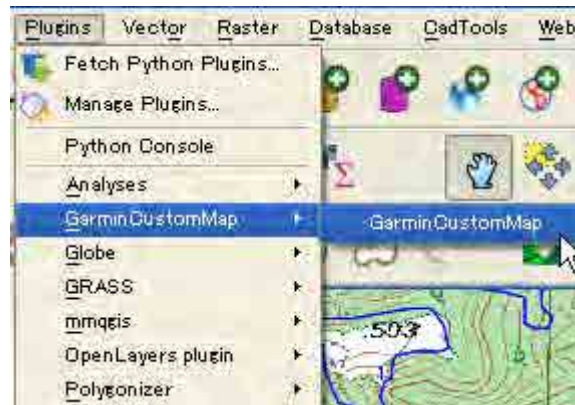 Plugins Vector Raster Database CadTools Web
Fetch Python Plugins...
Manage Plugins...
Python Console
Analyses
GarminCustomMap GarminCustomMap
Globe
GRASS
mmqgis
OpenLayers plugin
Polygonizer
Σ
503